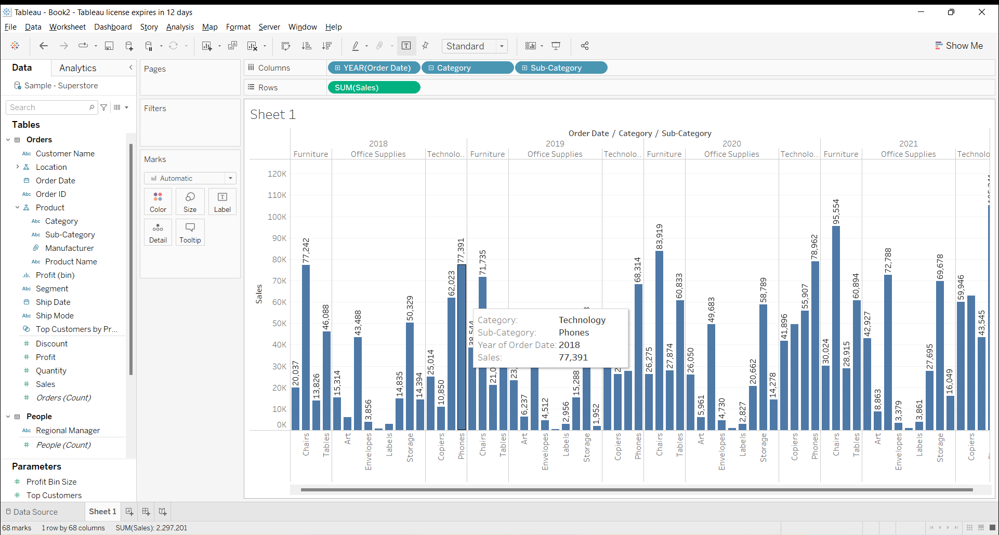 Tableau - Book2 - Tableau license expires in 12 days
File Data Worksheet Dashboard Story Analysis Map Format Server Window Help
Standard
Show Me
Data Analytics
Sample - Superstore
Search
Tables
Orders
Abc Customer Name
Location
Order Date
Abc Order ID
Product
Abc Category
Abc Sub-Category
Manufacturer
Abc Product Name
Profit (bin)
Abc Segment
Ship Date
Abc Ship Mode
Top Customers by Pr...
# Discount
# Profit
# Quantity
# Sales
# Orders (Count)
People
Abc Regional Manager
# People (Count)
Parameters
# Profit Bin Size
# Top Customers
Pages
Filters
Marks
Automatic
Color Size T Label
Detail Tooltip
Columns YEAR(Order Date) Category Sub-Category
Rows SUM(Sales)
Sheet 1
Order Date / Category / Sub-Category
2018 2019 2020 2021
Furniture Office Supplies Technolo.. Furniture Office Supplies Technolo.. Furniture Office Supplies Technolo.. Furniture Office Supplies Technolo
Sales
120K
110K
100K
90K
80K
70K
60K
50K
40K
30K
20K
10K
0K
20,037 77,242 13,826 46,088 15,314 43,488 3,856 14,835 50,329 14,394 25,014 10,850 62,023 77,391
71,735 6,237 4,512 2,956 15,288 1,952 68,314
26,275 83,919 27,874 60,833 26,050 5,961 49,683 4,730 2,827 20,662 58,789 14,278 41,896 55,907 78,962
30,024 95,554 28,915 60,894 42,927 8,863 72,788 3,379 3,861 27,695 69,678 16,049 59,946 43,545
Category: Technology
Sub-Category: Phones
Year of Order Date: 2018
Sales: 77,391
Chairs Tables Art Envelopes Labels Storage Copiers Phones Chairs Tables Art Envelopes Labels Storage Copiers Phones Chairs Tables Art Envelopes Labels Storage Copiers Phones Chairs Tables Art Envelopes Labels Storage Copiers
Data Source Sheet 1
68 marks 1 row by 68 columns SUM(Sales): 2,297,201